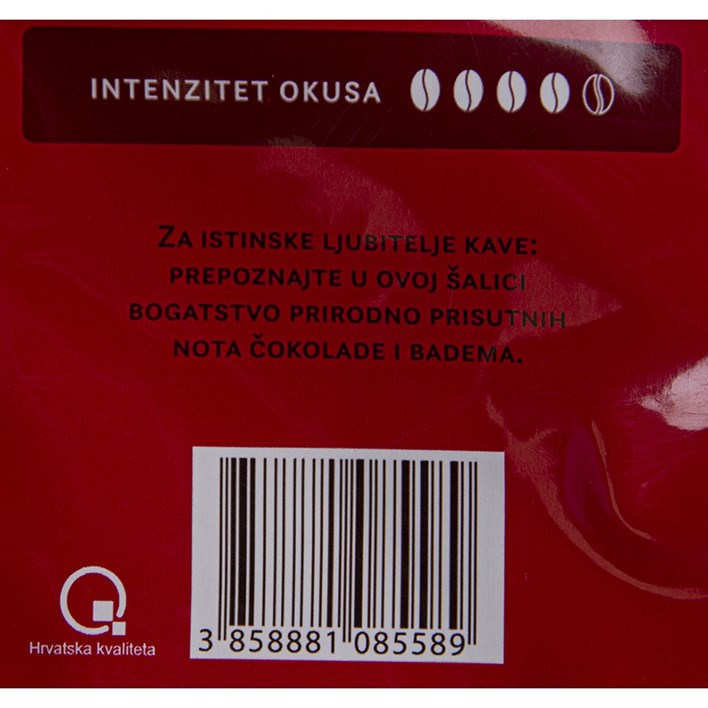 INTENZITET OKUSA
ZA ISTINSKE LJUBITELJE KAVE:
PREPOZNAJTE U OVOJ ŠALICI
BOGATSTVO PRIRODNO PRISUTNIH
NOTA ČOKOLADE I BADEMA.
Hrvatska kvaliteta
3 858881 085589